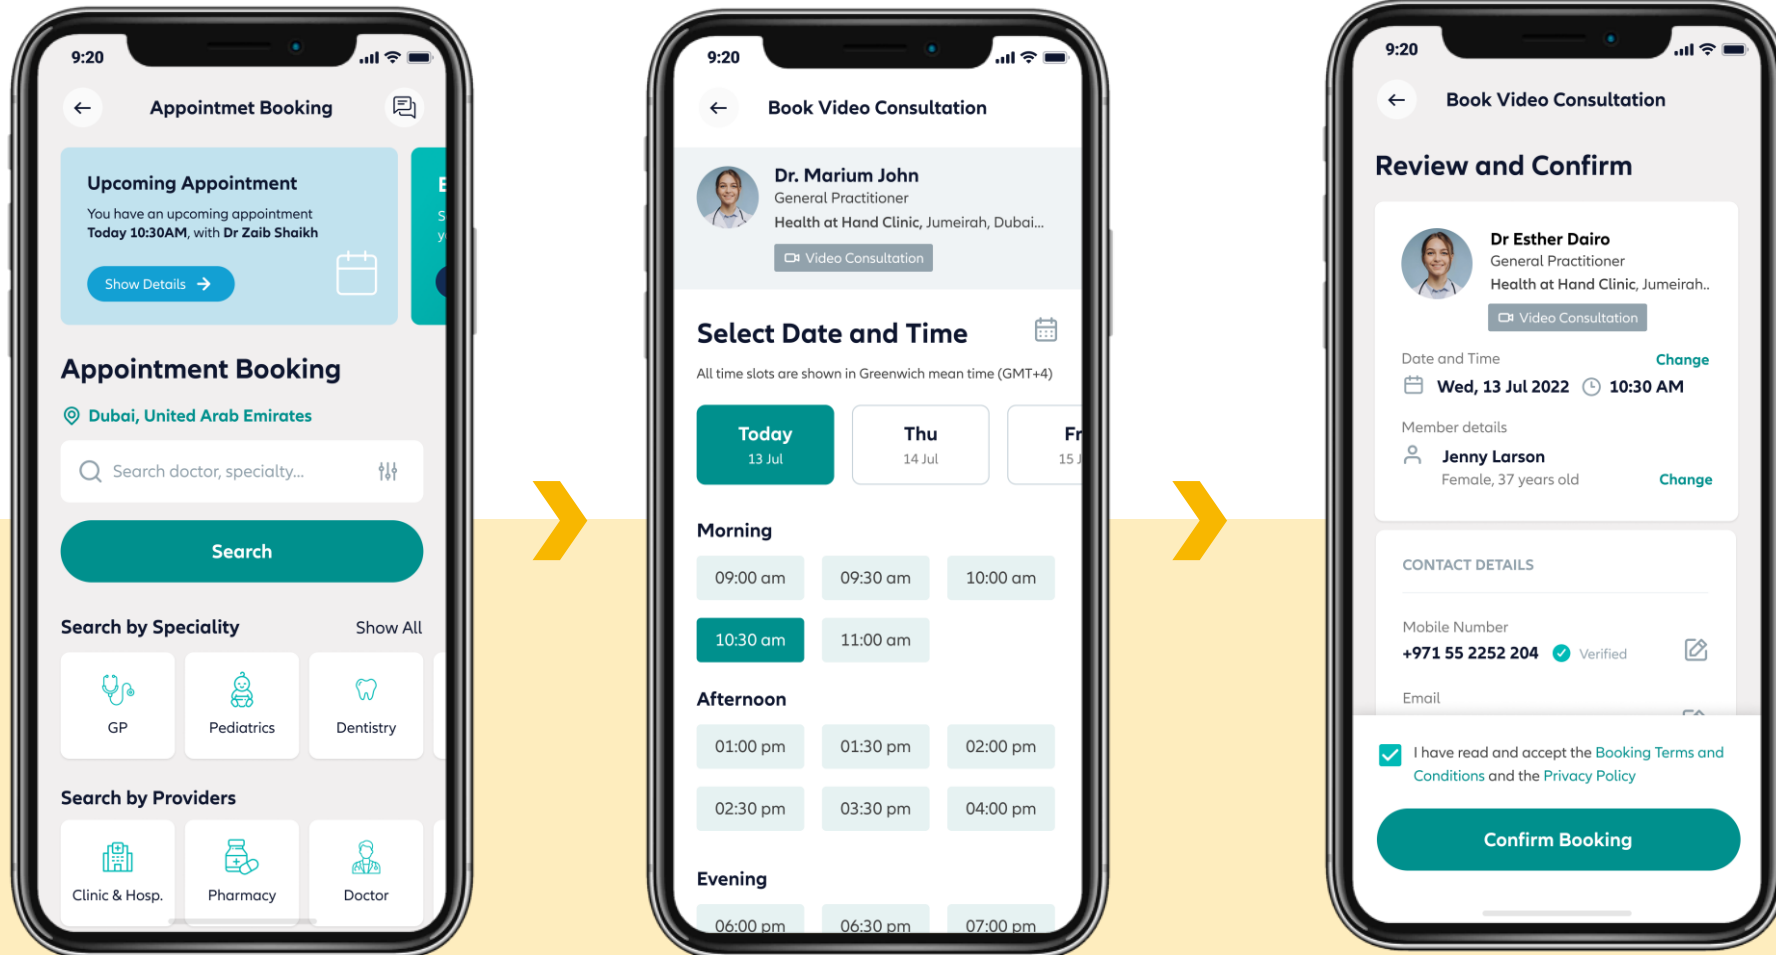 9:20
Appointmet Booking
Upcoming Appointment
You have an upcoming appointment
Today 10:30AM, with Dr Zaib Shaikh
Show Details
Appointment Booking
Dubai, United Arab Emirates
Search doctor, specialty...
Search
Search by Speciality
Show All
GP
Pediatrics
Dentistry
Search by Providers
Clinic & Hosp.
Pharmacy
Doctor
9:20
Book Video Consultation
Dr. Marium John
General Practitioner
Health at Hand Clinic, Jumeirah, Dubai...
Video Consultation
Select Date and Time
All time slots are shown in Greenwich mean time (GMT+4)
Today
13 Jul
Thu
14 Jul
Fr
15 J
Morning
09:00 am
09:30 am
10:00 am
10:30 am
11:00 am
Afternoon
01:00 pm
01:30 pm
02:00 pm
02:30 pm
03:30 pm
04:00 pm
Evening
06:00 pm
06:30 pm
07:00 pm
9:20
Book Video Consultation
Review and Confirm
Dr Esther Dairo
General Practitioner
Health at Hand Clinic, Jumeirah..
Video Consultation
Date and Time
Change
Wed, 13 Jul 2022
10:30 AM
Member details
Jenny Larson
Female, 37 years old
Change
CONTACT DETAILS
Mobile Number
+971 55 2252 204
Verified
Email
I have read and accept the Booking Terms and
Conditions and the Privacy Policy
Confirm Booking